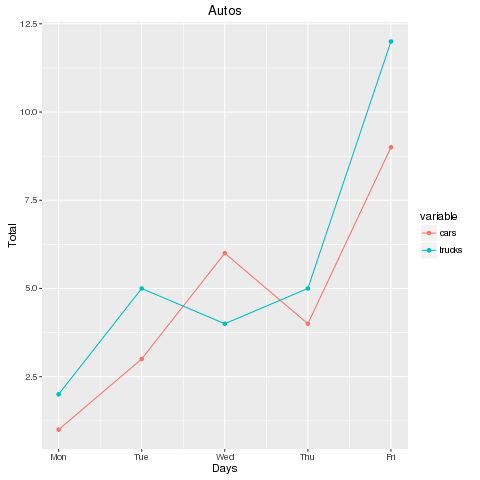 Autos
12.5
10.0
7.5
5.0
2.5
Total
Mon Tue Wed Thu Fri
Days
variable
cars
trucks